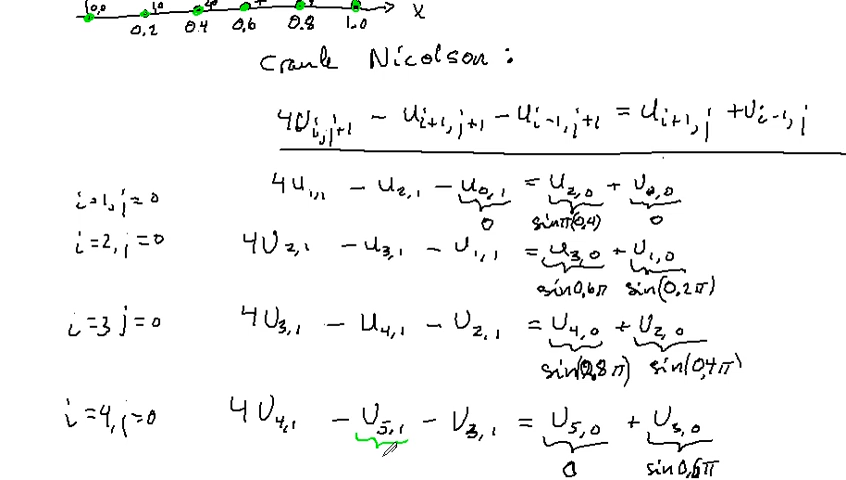 0.2 0.4 0.6 0.8 1.0 x
Crank Nicolson :
4U_{i,j+1} - U_{i+1,j+1} - U_{i-1,j+1} = U_{i+1,j} + U_{i-1,j}
i=1, j=0 4U_{1,1} - U_{2,1} - U_{0,1} = U_{2,0} + U_{0,0}
0 sinπ(0,4) 0
i=2, j=0 4U_{2,1} - U_{3,1} - U_{1,1} = U_{3,0} + U_{1,0}
sin0,6π sin(0.2π)
i=3 j=0 4U_{3,1} - U_{4,1} - U_{2,1} = U_{4,0} + U_{2,0}
sin(0.8π) sin(0,4π)
i=4, j=0 4U_{4,1} - U_{5,1} - U_{3,1} = U_{5,0} + U_{3,0}
0 sin0,6π